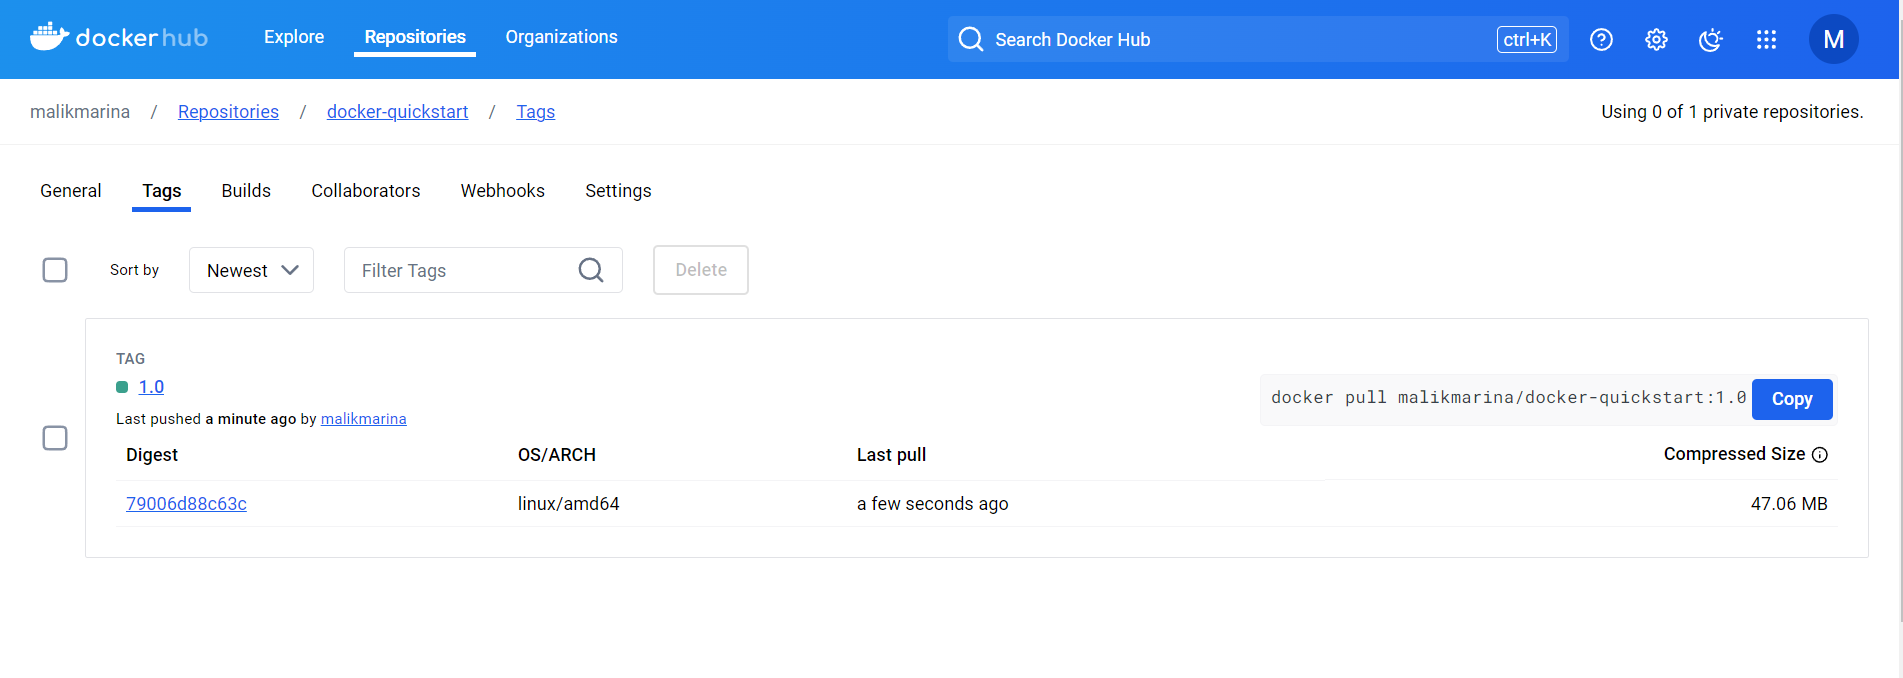 docker hub Explore Repositories Organizations Search Docker Hub ctrl+K M
malikmarina / Repositories / docker-quickstart / Tags Using 0 of 1 private repositories.
General Tags Builds Collaborators Webhooks Settings
Sort by Newest Filter Tags Delete
TAG
1.0
docker pull malikmarina/docker-quickstart:1.0 Copy
Last pushed a minute ago by malikmarina
Digest OS/ARCH Last pull Compressed Size
79006d88c63c linux/amd64 a few seconds ago 47.06 MB